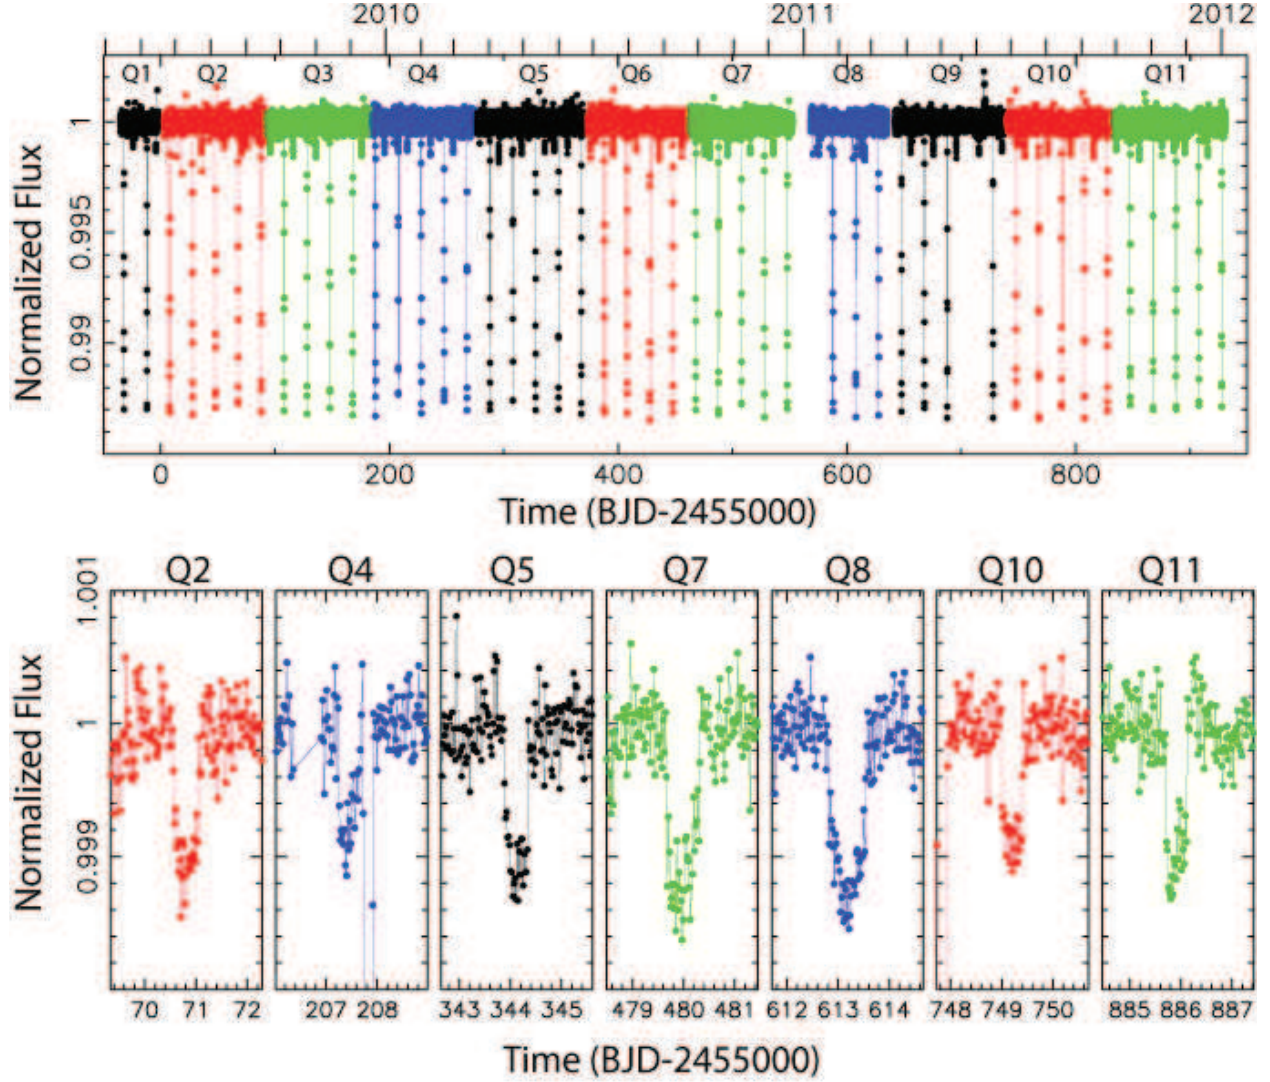 2010 2011 2012
Q1 Q2 Q3 Q4 Q5 Q6 Q7 Q8 Q9 Q10 Q11
Normalized Flux
1
0.995
0.99
0 200 400 600 800
Time (BJD-2455000)
Q2 Q4 Q5 Q7 Q8 Q10 Q11
Normalized Flux
1.001
1
0.999
70 71 72 207 208 343 344 345 479 480 481 612 613 614 748 749 750 885 886 887
Time (BJD-2455000)